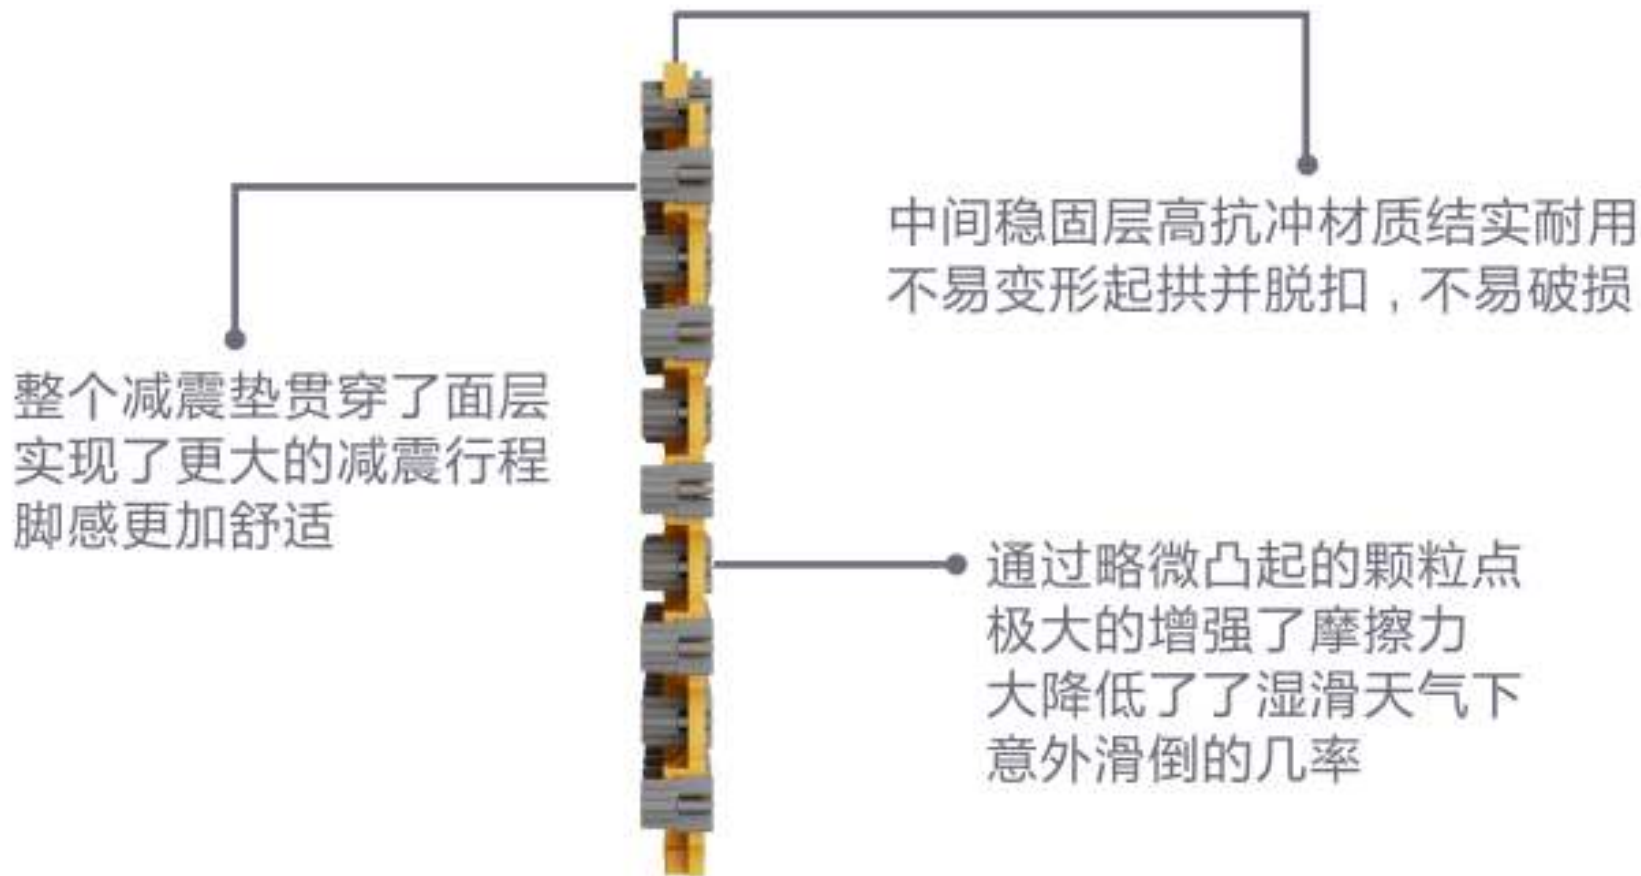 中间稳固层高抗冲材质结实耐用
不易变形起拱并脱扣，不易破损
整个减震垫贯穿了面层
实现了更大的减震行程
脚感更加舒适
通过略微凸起的颗粒点
极大的增强了摩擦力
大降低了了湿滑天气下
意外滑倒的几率